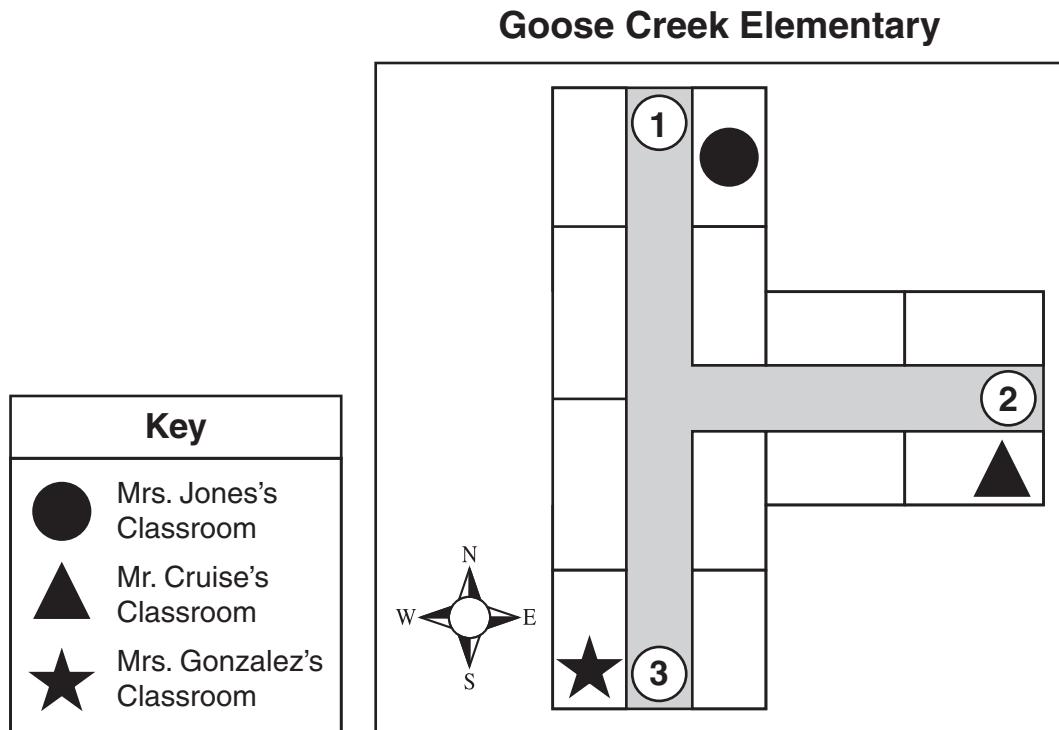 Goose Creek Elementary
1
2
Key
Mrs. Jones's
Classroom
Mr. Cruise's
Classroom
Mrs. Gonzalez's
Classroom
N
W E
S
3